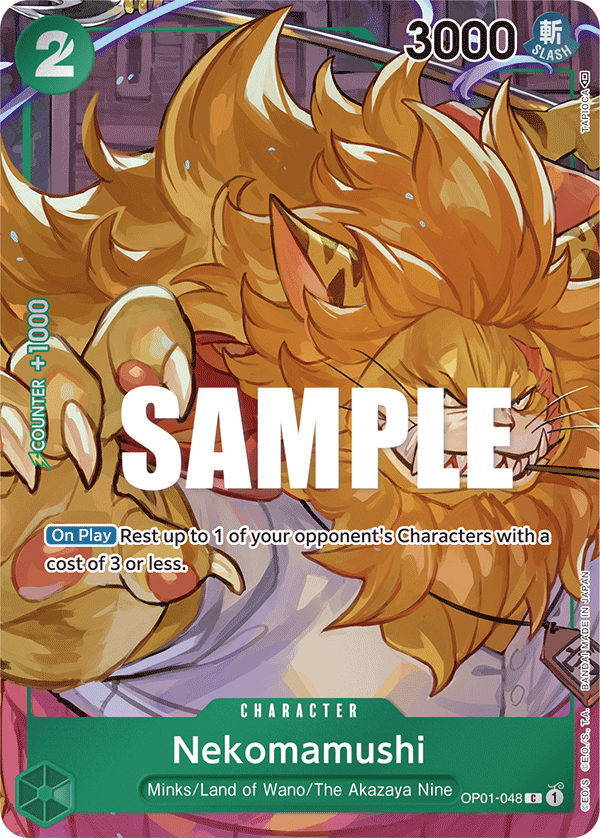 2
3000
斬
SLASH
TAPIOCA
COUNTER +1000
SAMPLE
On Play Rest up to 1 of your opponent's Characters with a
cost of 3 or less.
©E.O./S., T.A. BANDAI MADE IN JAPAN
CHARACTER
Nekomamushi
Minks/Land of Wano/The Akazaya Nine
OP01-048 C 1